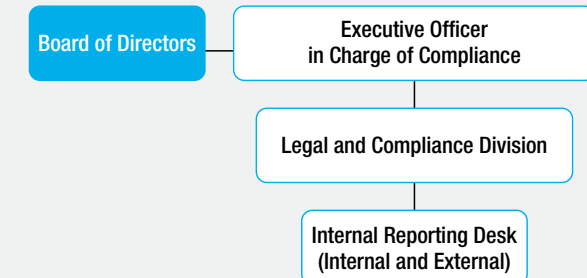 Board of Directors
Executive Officer
in Charge of Compliance
Legal and Compliance Division
Internal Reporting Desk
(Internal and External)